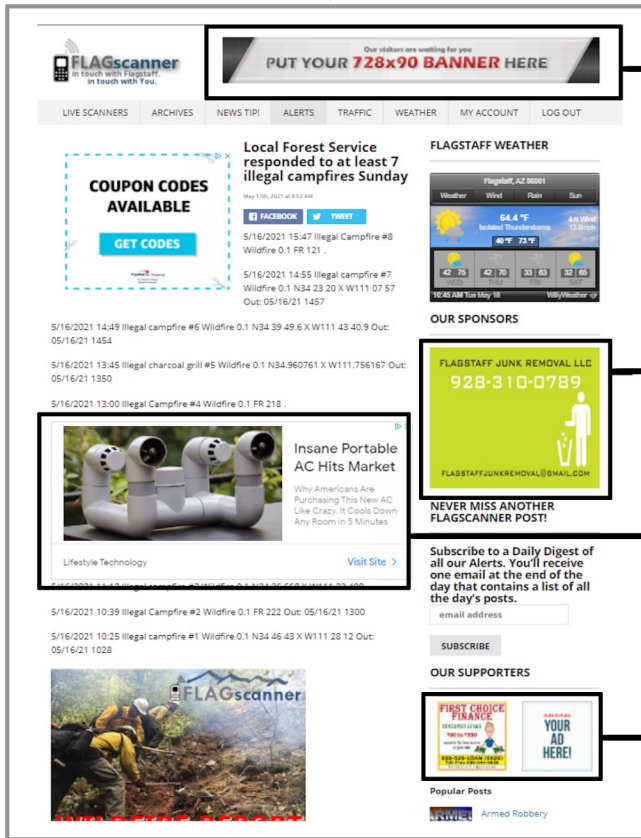 FLAGscanner
in touch with Flagstaff.
in touch with You.
Our visitors are waiting for you
PUT YOUR 728x90 BANNER HERE
LIVE SCANNERS ARCHIVES NEWS TIP! ALERTS TRAFFIC WEATHER MY ACCOUNT LOG OUT
COUPON CODES
AVAILABLE
GET CODES
Local Forest Service
responded to at least 7
illegal campfires Sunday
May 17th, 2021 at 8:52 AM
FACEBOOK TWEET
5/16/2021 15:47 Illegal Campfire #8
Wildfire 0.1 FR 121 .
5/16/2021 14:55 Illegal campfire #7
Wildfire 0.1 N34 23 20 X W111 07 57
Out: 05/16/21 1457
5/16/2021 14:49 Illegal campfire #6 Wildfire 0.1 N34 39 49.6 X W111 43 40.9 Out:
05/16/21 1454
5/16/2021 13:45 Illegal charcoal grill #5 Wildfire 0.1 N34.960761 X W111.756167 Out:
05/16/21 1350
5/16/2021 13:00 Illegal Campfire #4 Wildfire 0.1 FR 218 .
Insane Portable
AC Hits Market
Why Americans Are
Purchasing This New AC
Like Crazy, It Cools Down
Any Room in 5 Minutes
Lifestyle Technology
Visit Site >
5/16/2021 10:39 Illegal Campfire #2 Wildfire 0.1 FR 222 Out: 05/16/21 1300
5/16/2021 10:25 Illegal campfire #1 Wildfire 0.1 N34 46 43 X W111 28 12 Out:
05/16/21 1028
FLAGscanner
WILDFIRE REPORT
FLAGSTAFF WEATHER
Flagstaff, AZ 86001
Weather Wind Rain Sun
64.4 °F
Isolated Thunderstorms
40 °F 73 °F
4 N Wind
13.6mph
42 75 42 70 33 63 32 65
WED THU FRI SAT
10:45 AM Tue May 18 WillyWeather
OUR SPONSORS
FLAGSTAFF JUNK REMOVAL LLC
928-310-0789
FLAGSTAFFJUNKREMOVAL@GMAIL.COM
NEVER MISS ANOTHER
FLAGSCANNER POST!
Subscribe to a Daily Digest of
all our Alerts. You'll receive
one email at the end of the
day that contains a list of all
the day's posts.
email address
SUBSCRIBE
OUR SUPPORTERS
FIRST CHOICE
FINANCE
CONSUMER LOANS
YOUR
AD
HERE!
Popular Posts
Armed Robbery